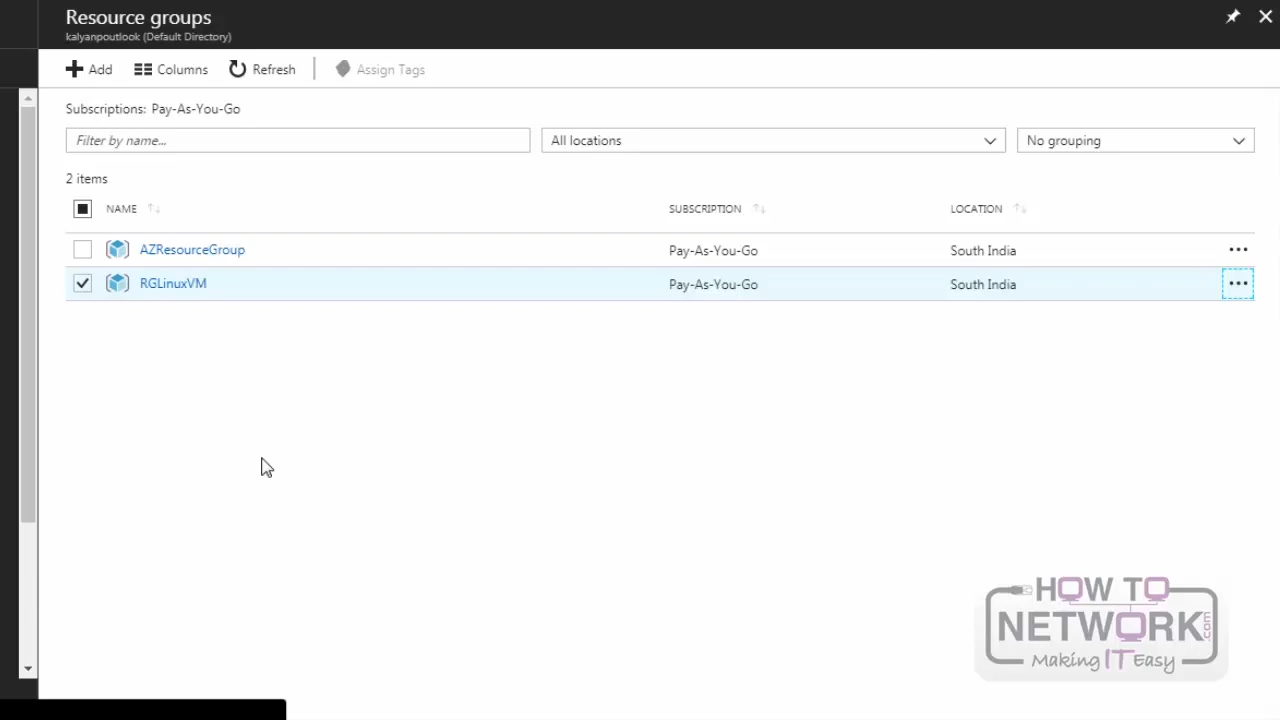 Resource groups
kalyanpoutlook (Default Directory)
Add Columns Refresh Assign Tags
Subscriptions: Pay-As-You-Go
Filter by name... All locations No grouping
2 items
NAME SUBSCRIPTION LOCATION
AZResourceGroup Pay-As-You-Go South India
RGLinuxVM Pay-As-You-Go South India
HOW TO
NETWORK.com
Making IT Easy